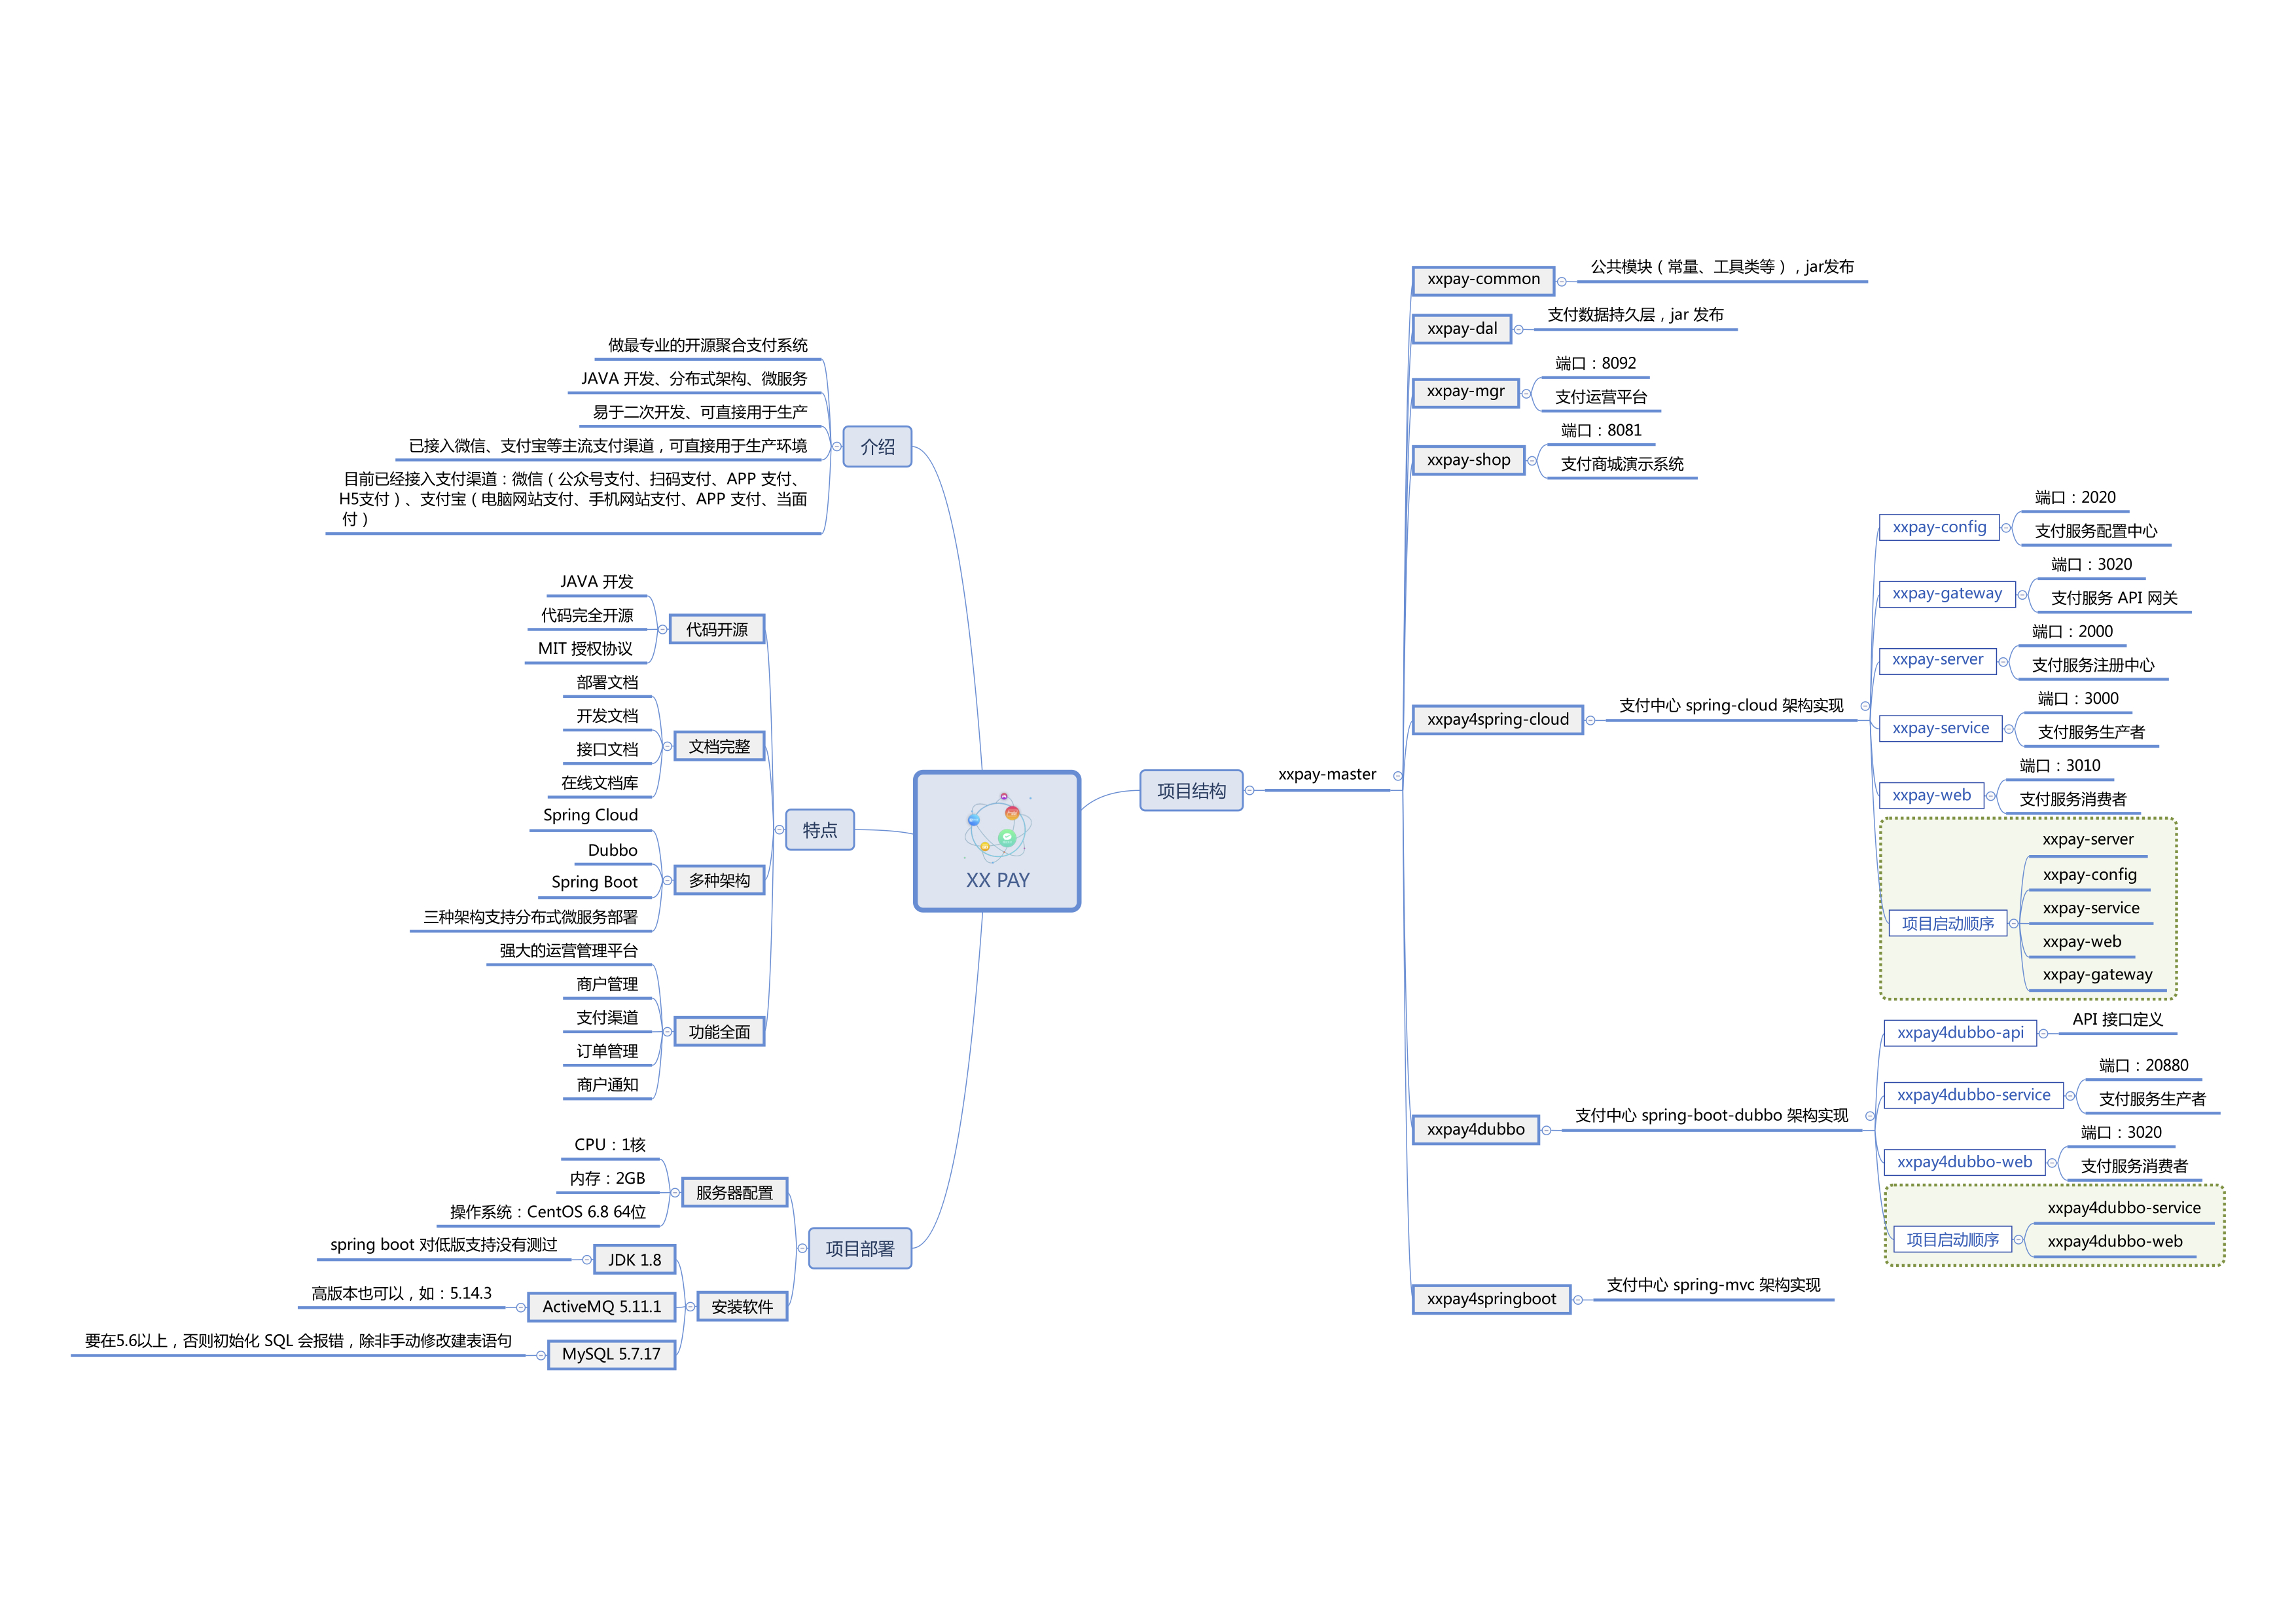 XX PAY
介绍
做最专业的开源聚合支付系统
JAVA 开发、分布式架构、微服务
易于二次开发、可直接用于生产
已接入微信、支付宝等主流支付渠道，可直接用于生产环境
目前已经接入支付渠道：微信（公众号支付、扫码支付、APP 支付、
H5支付）、支付宝（电脑网站支付、手机网站支付、APP 支付、当面
付）
特点
代码开源
JAVA 开发
代码完全开源
MIT 授权协议
文档完整
部署文档
开发文档
接口文档
在线文档库
多种架构
Spring Cloud
Dubbo
Spring Boot
三种架构支持分布式微服务部署
功能全面
强大的运营管理平台
商户管理
支付渠道
订单管理
商户通知
项目部署
服务器配置
CPU：1核
内存：2GB
操作系统：CentOS 6.8 64位
安装软件
JDK 1.8
spring boot 对低版支持没有测过
ActiveMQ 5.11.1
高版本也可以，如：5.14.3
MySQL 5.7.17
要在5.6以上，否则初始化 SQL 会报错，除非手动修改建表语句
项目结构
xxpay-master
xxpay-common
公共模块（常量、工具类等），jar发布
xxpay-dal
支付数据持久层，jar 发布
xxpay-mgr
端口：8092
支付运营平台
xxpay-shop
端口：8081
支付商城演示系统
xxpay4spring-cloud
支付中心 spring-cloud 架构实现
xxpay-config
端口：2020
支付服务配置中心
xxpay-gateway
端口：3020
支付服务 API 网关
xxpay-server
端口：2000
支付服务注册中心
xxpay-service
端口：3000
支付服务生产者
xxpay-web
端口：3010
支付服务消费者
项目启动顺序
xxpay-server
xxpay-config
xxpay-service
xxpay-web
xxpay-gateway
xxpay4dubbo
支付中心 spring-boot-dubbo 架构实现
xxpay4dubbo-api
API 接口定义
xxpay4dubbo-service
端口：20880
支付服务生产者
xxpay4dubbo-web
端口：3020
支付服务消费者
项目启动顺序
xxpay4dubbo-service
xxpay4dubbo-web
xxpay4springboot
支付中心 spring-mvc 架构实现